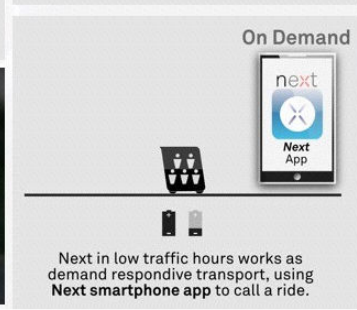 On Demand
next
Next
App
Next in low traffic hours works as
demand respondive transport, using
Next smartphone app to call a ride.